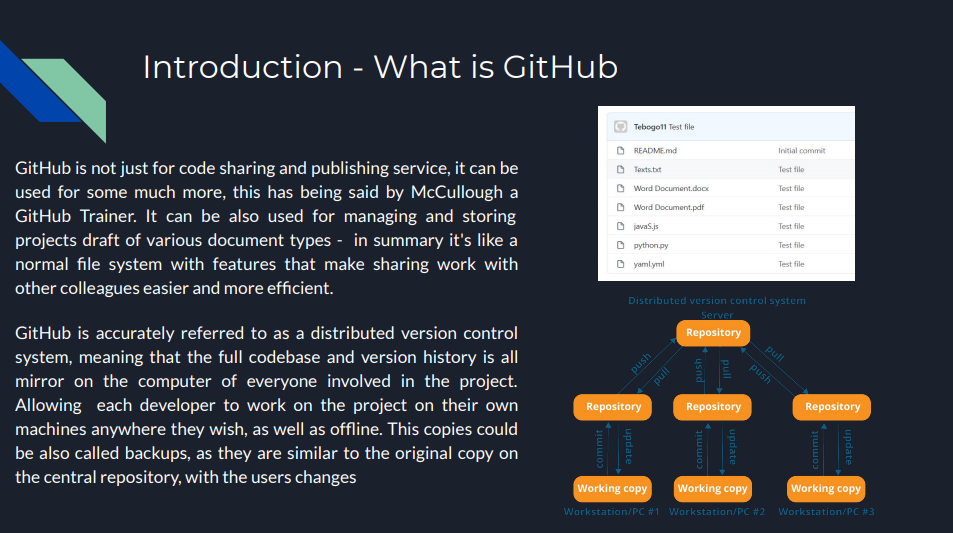 Introduction - What is GitHub
GitHub is not just for code sharing and publishing service, it can be
used for some much more, this has being said by McCullough a
GitHub Trainer. It can be also used for managing and storing
projects draft of various document types - in summary it's like a
normal file system with features that make sharing work with
other colleagues easier and more efficient.
GitHub is accurately referred to as a distributed version control
system, meaning that the full codebase and version history is all
mirror on the computer of everyone involved in the project.
Allowing each developer to work on the project on their own
machines anywhere they wish, as well as offline. This copies could
be also called backups, as they are similar to the original copy on
the central repository, with the users changes
Tebogo11 Test file
README.md Initial commit
Texts.txt Test file
Word Document.docx Test file
Word Document.pdf Test file
javaS.js Test file
python.py Test file
yaml.yml Test file
Distributed version control system
Server
Repository
push pull push pull push pull
Repository Repository Repository
commit update commit update commit update
Working copy Working copy Working copy
Workstation/PC #1 Workstation/PC #2 Workstation/PC #3